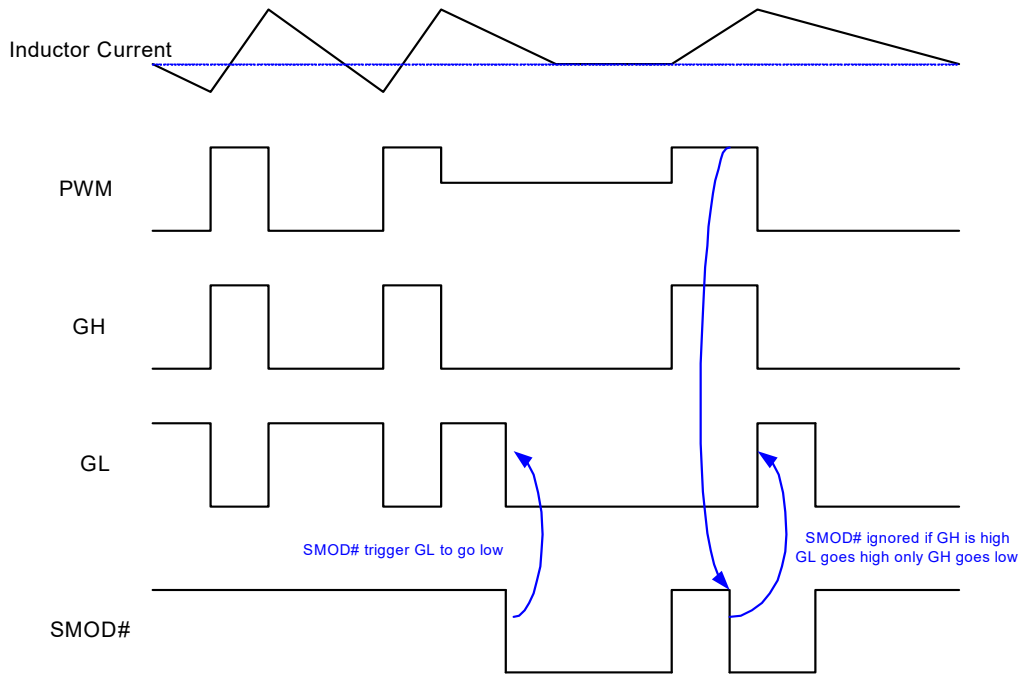 Inductor Current
PWM
GH
GL
SMOD# trigger GL to go low
SMOD# ignored if GH is high
GL goes high only GH goes low
SMOD#